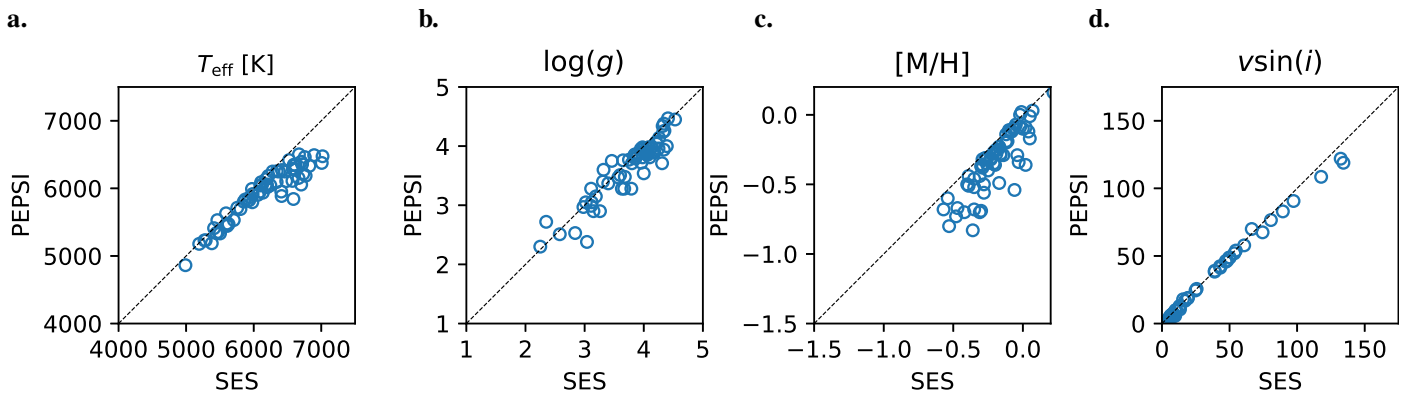 a.
T_eff [K]
7000
6000
5000
4000
PEPSI
4000 5000 6000 7000
SES
b.
log(g)
5
4
3
2
1
PEPSI
1 2 3 4 5
SES
c.
[M/H]
0.0
−0.5
−1.0
−1.5
PEPSI
−1.5 −1.0 −0.5 0.0
SES
d.
vsin(i)
150
100
50
0
PEPSI
0 50 100 150
SES